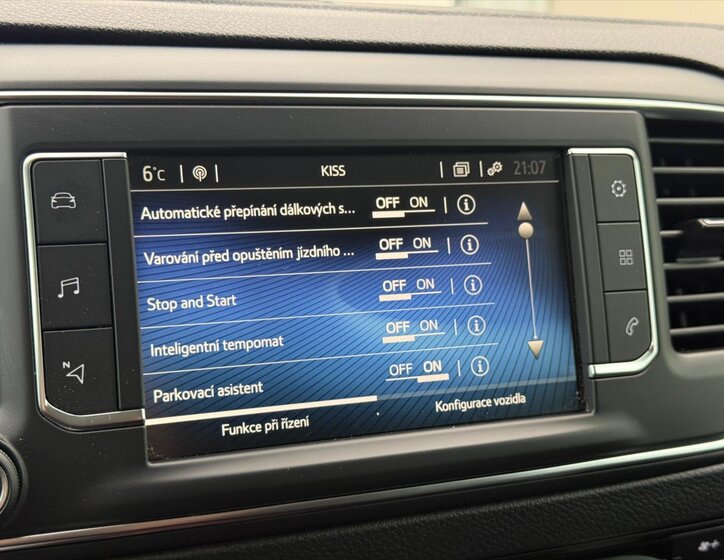 6°C KISS 21:07
Automatické přepínání dálkových s... OFF ON
Varování před opuštěním jízdního ... OFF ON
Stop and Start OFF ON
Inteligentní tempomat OFF ON
Parkovací asistent OFF ON
Funkce při řízení Konfigurace vozidla
N